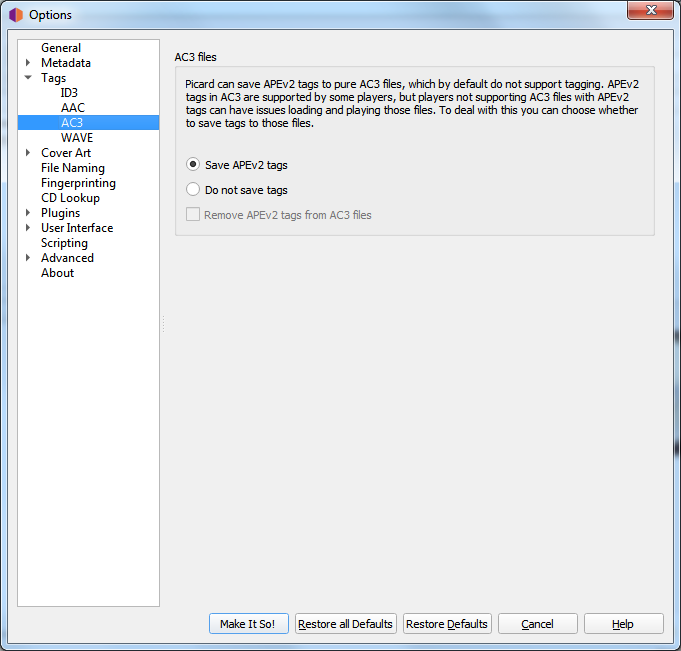 Options
General
Metadata
Tags
ID3
AAC
AC3
WAVE
Cover Art
File Naming
Fingerprinting
CD Lookup
Plugins
User Interface
Scripting
Advanced
About
AC3 files
Picard can save APEv2 tags to pure AC3 files, which by default do not support tagging. APEv2
tags in AC3 are supported by some players, but players not supporting AC3 files with APEv2
tags can have issues loading and playing those files. To deal with this you can choose whether
to save tags to those files.
Save APEv2 tags
Do not save tags
Remove APEv2 tags from AC3 files
Make It So! Restore all Defaults Restore Defaults Cancel Help